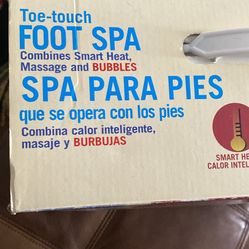 Toe-touch
FOOT SPA
Combines Smart Heat,
Massage and BUBBLES
SPA PARA PIES
que se opera con los pies
Combina calor inteligente,
masaje y BURBUJAS
SMART HE
CALOR INTELI